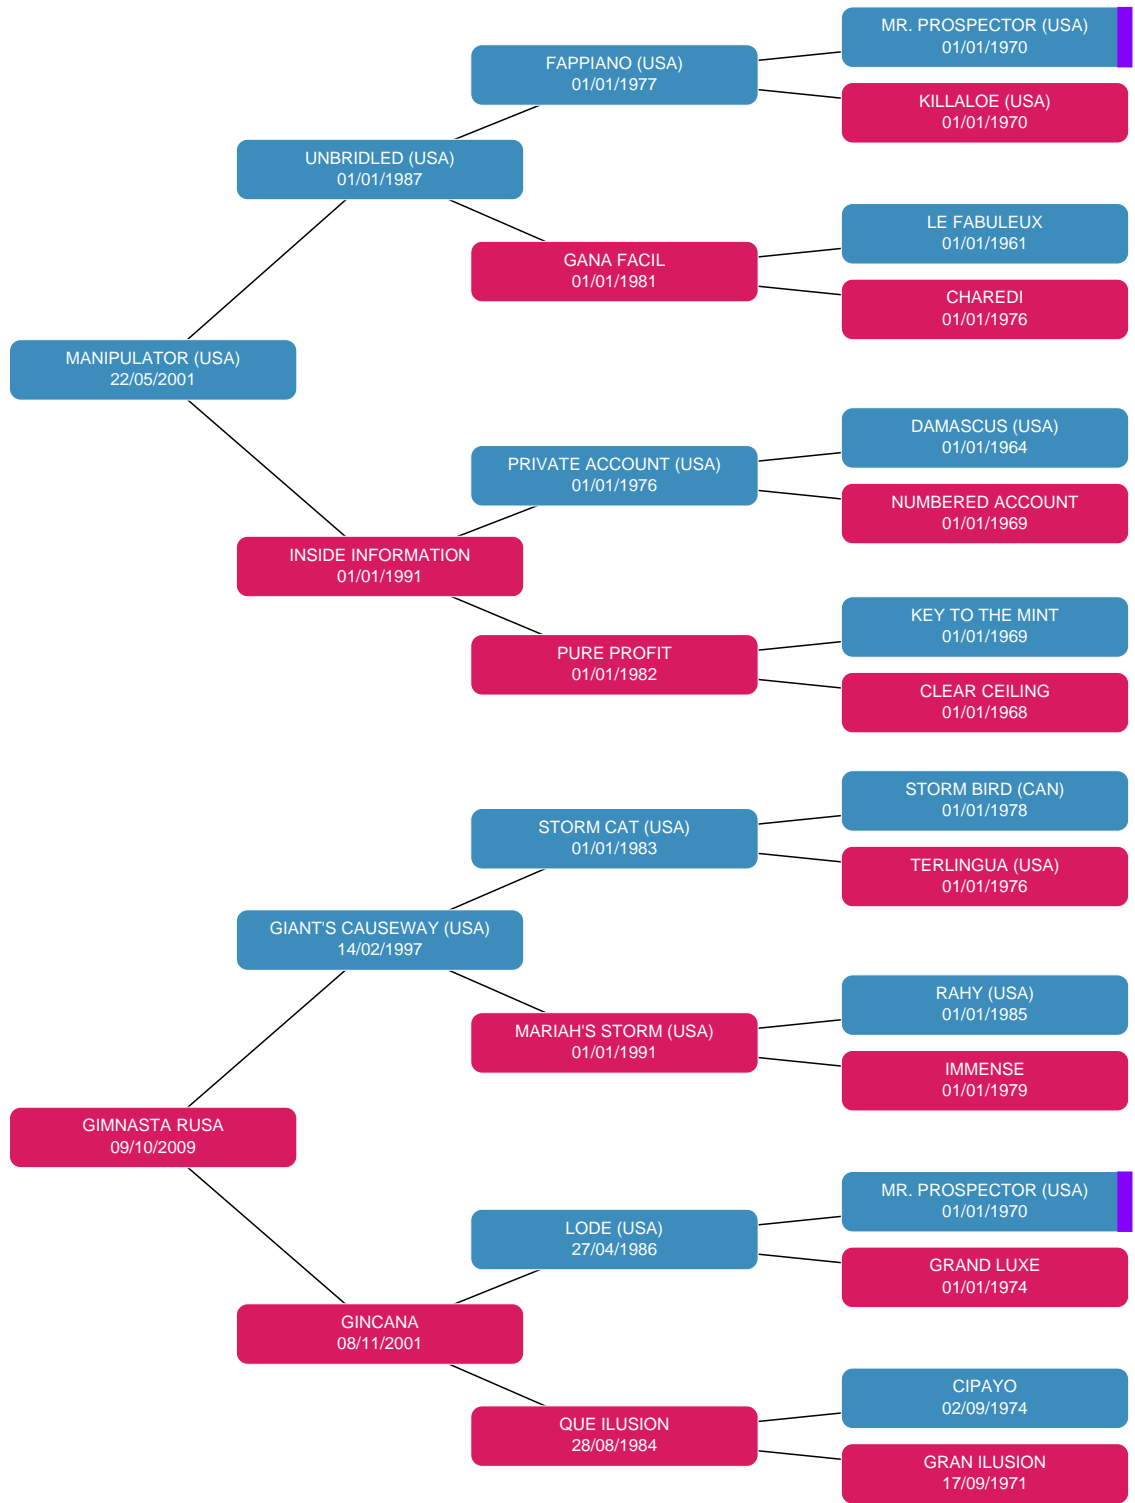 MR. PROSPECTOR (USA)
01/01/1970
FAPPIANO (USA)
01/01/1977
KILLALOE (USA)
01/01/1970
UNBRIDLED (USA)
01/01/1987
LE FABULEUX
01/01/1961
GANA FACIL
01/01/1981
CHAREDI
01/01/1976
MANIPULATOR (USA)
22/05/2001
DAMASCUS (USA)
01/01/1964
PRIVATE ACCOUNT (USA)
01/01/1976
NUMBERED ACCOUNT
01/01/1969
INSIDE INFORMATION
01/01/1991
KEY TO THE MINT
01/01/1969
PURE PROFIT
01/01/1982
CLEAR CEILING
01/01/1968
STORM BIRD (CAN)
01/01/1978
STORM CAT (USA)
01/01/1983
TERLINGUA (USA)
01/01/1976
GIANT'S CAUSEWAY (USA)
14/02/1997
RAHY (USA)
01/01/1985
MARIAH'S STORM (USA)
01/01/1991
IMMENSE
01/01/1979
GIMNASTA RUSA
09/10/2009
MR. PROSPECTOR (USA)
01/01/1970
LODE (USA)
27/04/1986
GRAND LUXE
01/01/1974
GINCANA
08/11/2001
CIPAYO
02/09/1974
QUE ILUSION
28/08/1984
GRAN ILUSION
17/09/1971